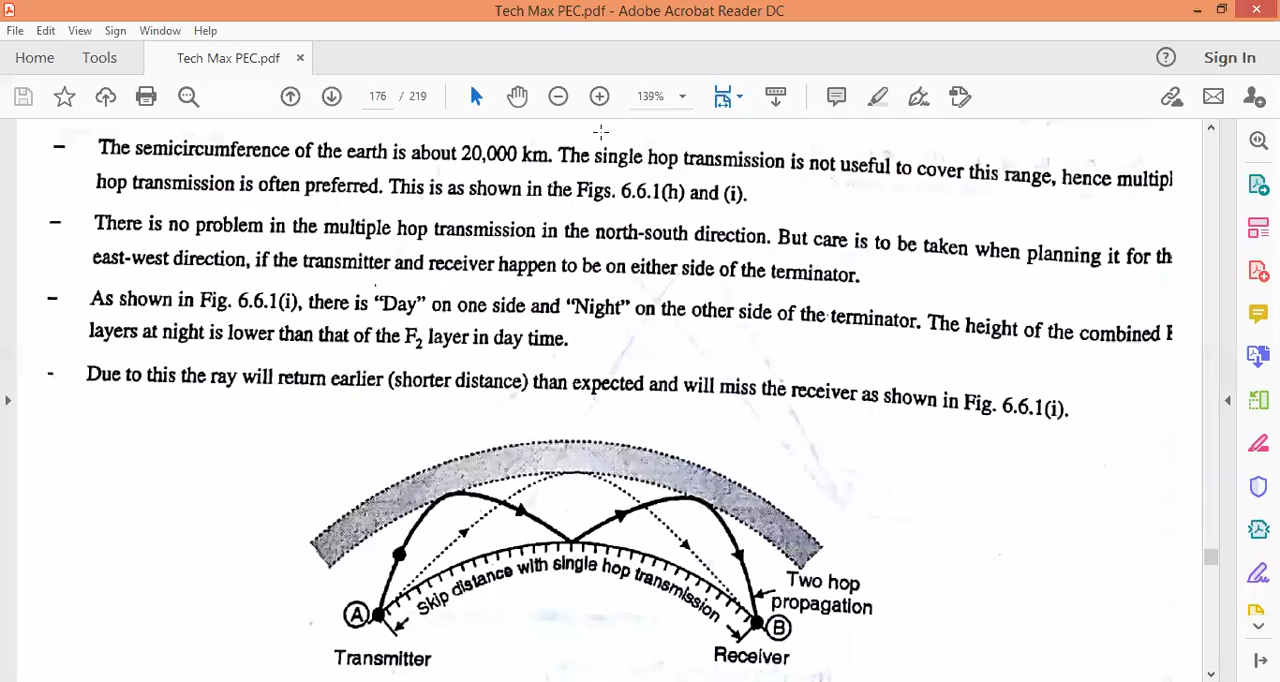 Tech Max PEC.pdf - Adobe Acrobat Reader DC
File Edit View Sign Window Help
Home Tools Tech Max PEC.pdf × Sign In
176 / 219 139%
– The semicircumference of the earth is about 20,000 km. The single hop transmission is not useful to cover this range, hence multipl
hop transmission is often preferred. This is as shown in the Figs. 6.6.1(h) and (i).
– There is no problem in the multiple hop transmission in the north-south direction. But care is to be taken when planning it for th
east-west direction, if the transmitter and receiver happen to be on either side of the terminator.
– As shown in Fig. 6.6.1(i), there is “Day” on one side and “Night” on the other side of the terminator. The height of the combined
layers at night is lower than that of the F₂ layer in day time.
- Due to this the ray will return earlier (shorter distance) than expected and will miss the receiver as shown in Fig. 6.6.1(i).
Skip distance with single hop transmission
Two hop
propagation
A
B
Transmitter
Receiver